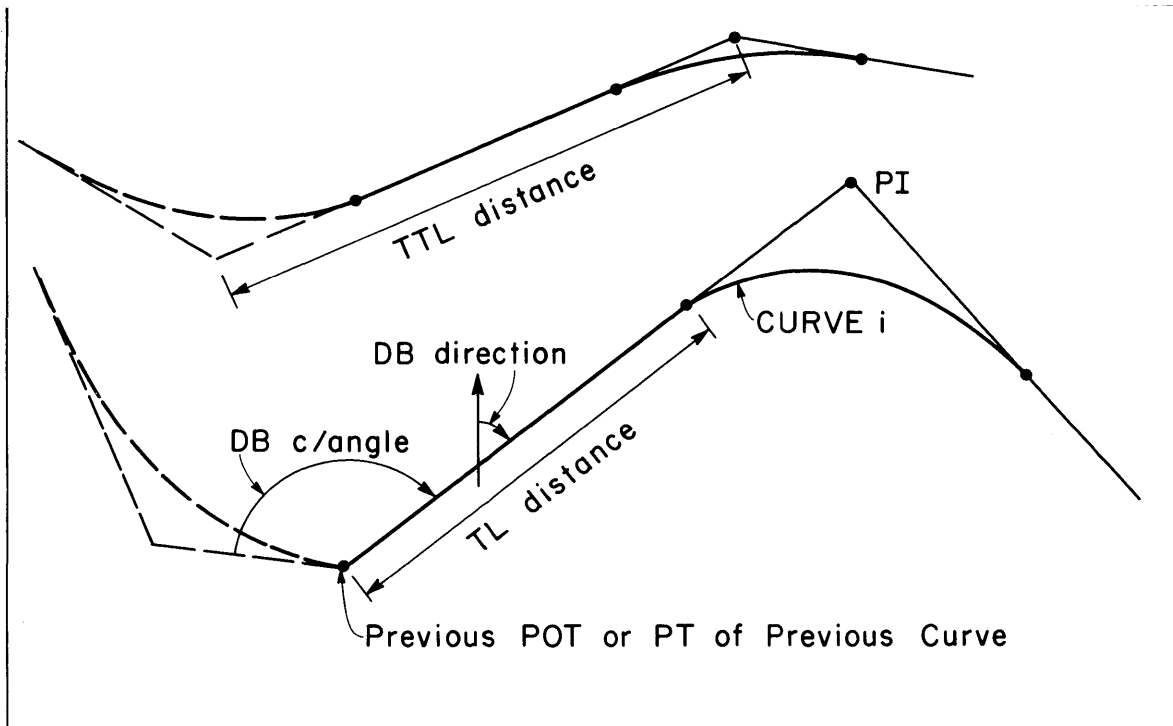 TTL distance
PI
CURVE i
DB direction
DB c/angle
TL distance
Previous POT or PT of Previous Curve